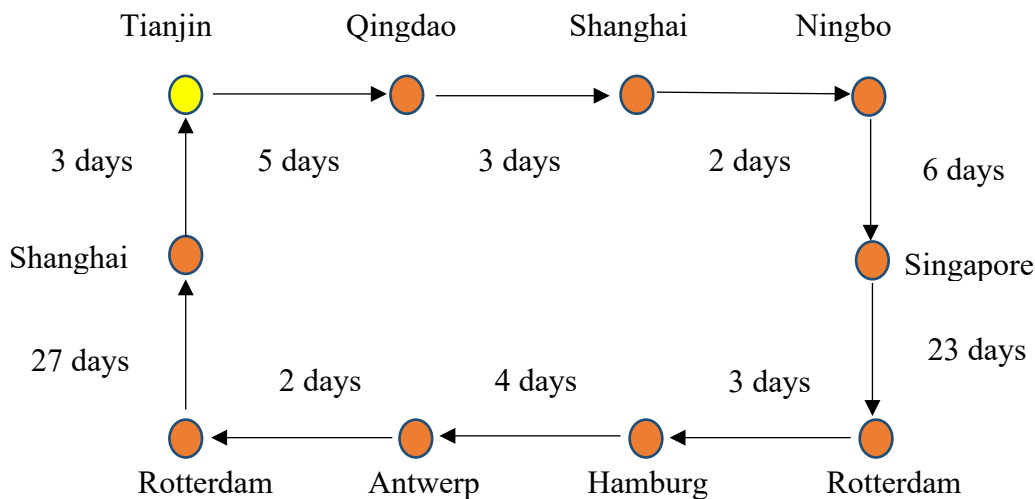 Tianjin Qingdao Shanghai Ningbo
3 days 5 days 3 days 2 days 6 days
Shanghai Singapore
27 days 2 days 4 days 3 days 23 days
Rotterdam Antwerp Hamburg Rotterdam